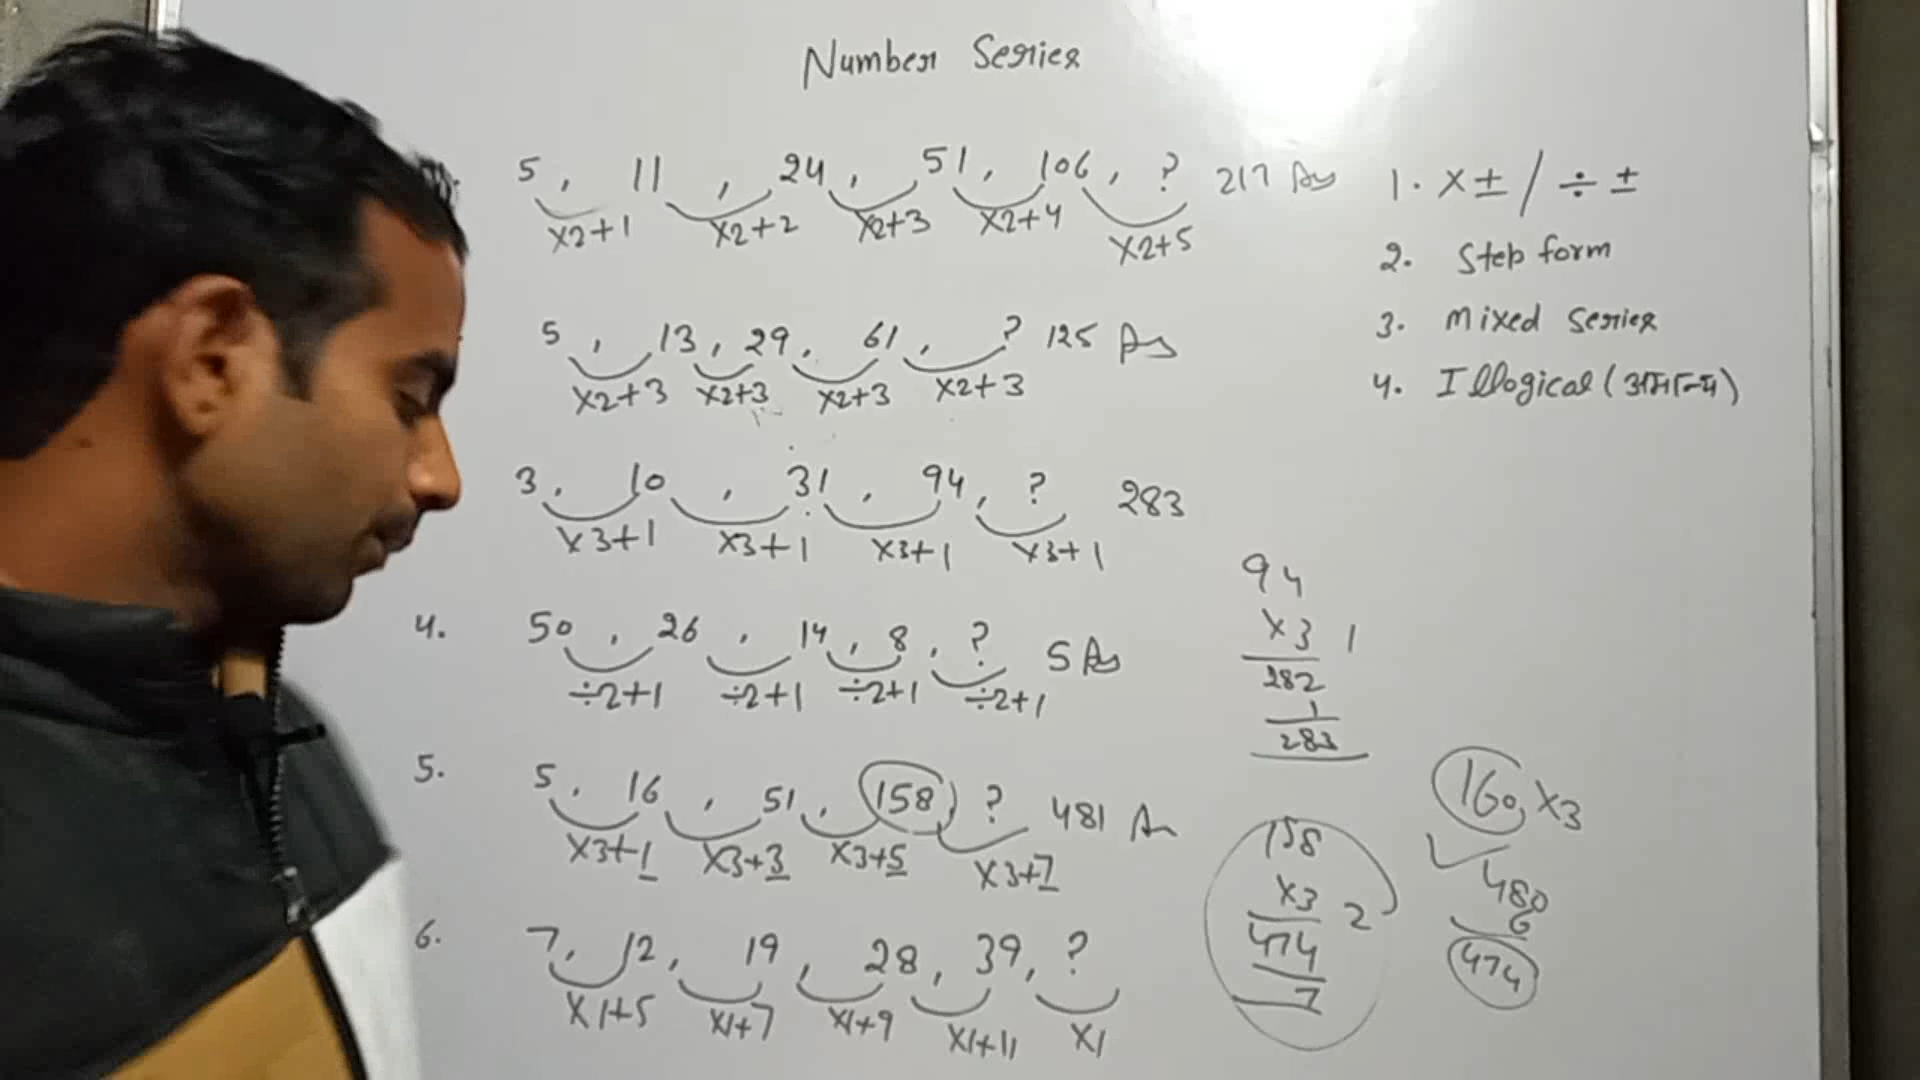 Number Series
5, 11, 24, 51, 106, ? 217 Ans
x2+1 x2+2 x2+3 x2+4 x2+5
1. x ± / ÷ ±
2. Step form
3. mixed series
4. Illogical (असामान्य)
5, 13, 29, 61, ? 125 Ans
x2+3 x2+3 x2+3 x2+3
3, 10, 31, 94, ? 283
x3+1 x3+1 x3+1 x3+1
4. 50, 26, 14, 8, ? 5 Ans
÷2+1 ÷2+1 ÷2+1 ÷2+1
94
x3 1
282
1
283
5. 5, 16, 51, 158, ? 481 An
x3+1 x3+3 x3+5 x3+7
158
x3 2
474
7
160 x3
480
6
474
6. 7, 12, 19, 28, 39, ?
x1+5 x1+7 x1+9 x1+11 x1